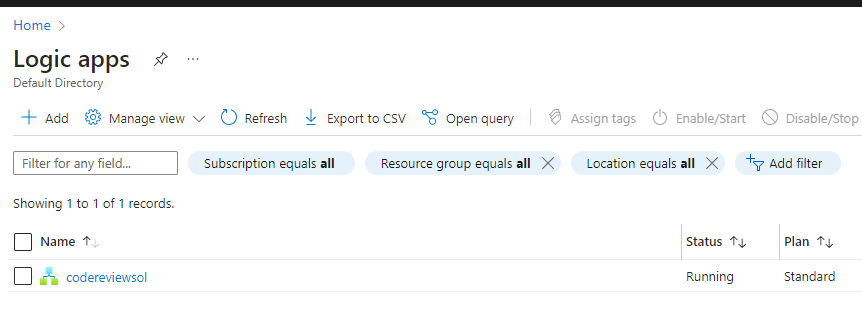 Home
Logic apps
Default Directory
Add Manage view Refresh Export to CSV Open query Assign tags Enable/Start Disable/Stop
Filter for any field... Subscription equals all Resource group equals all Location equals all Add filter
Showing 1 to 1 of 1 records.
Name Status Plan
codereviewsol Running Standard